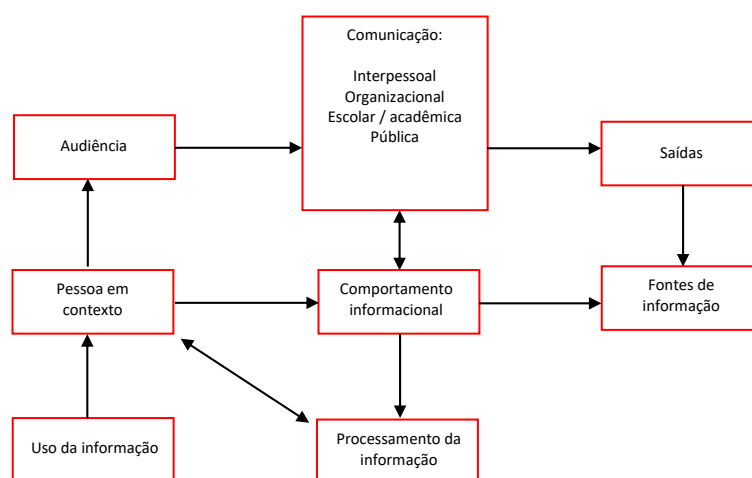 Comunicação:
Interpessoal
Organizacional
Escolar / acadêmica
Pública
Audiência
Saídas
Pessoa em
contexto
Comportamento
informacional
Fontes de
informação
Uso da informação
Processamento da
informação